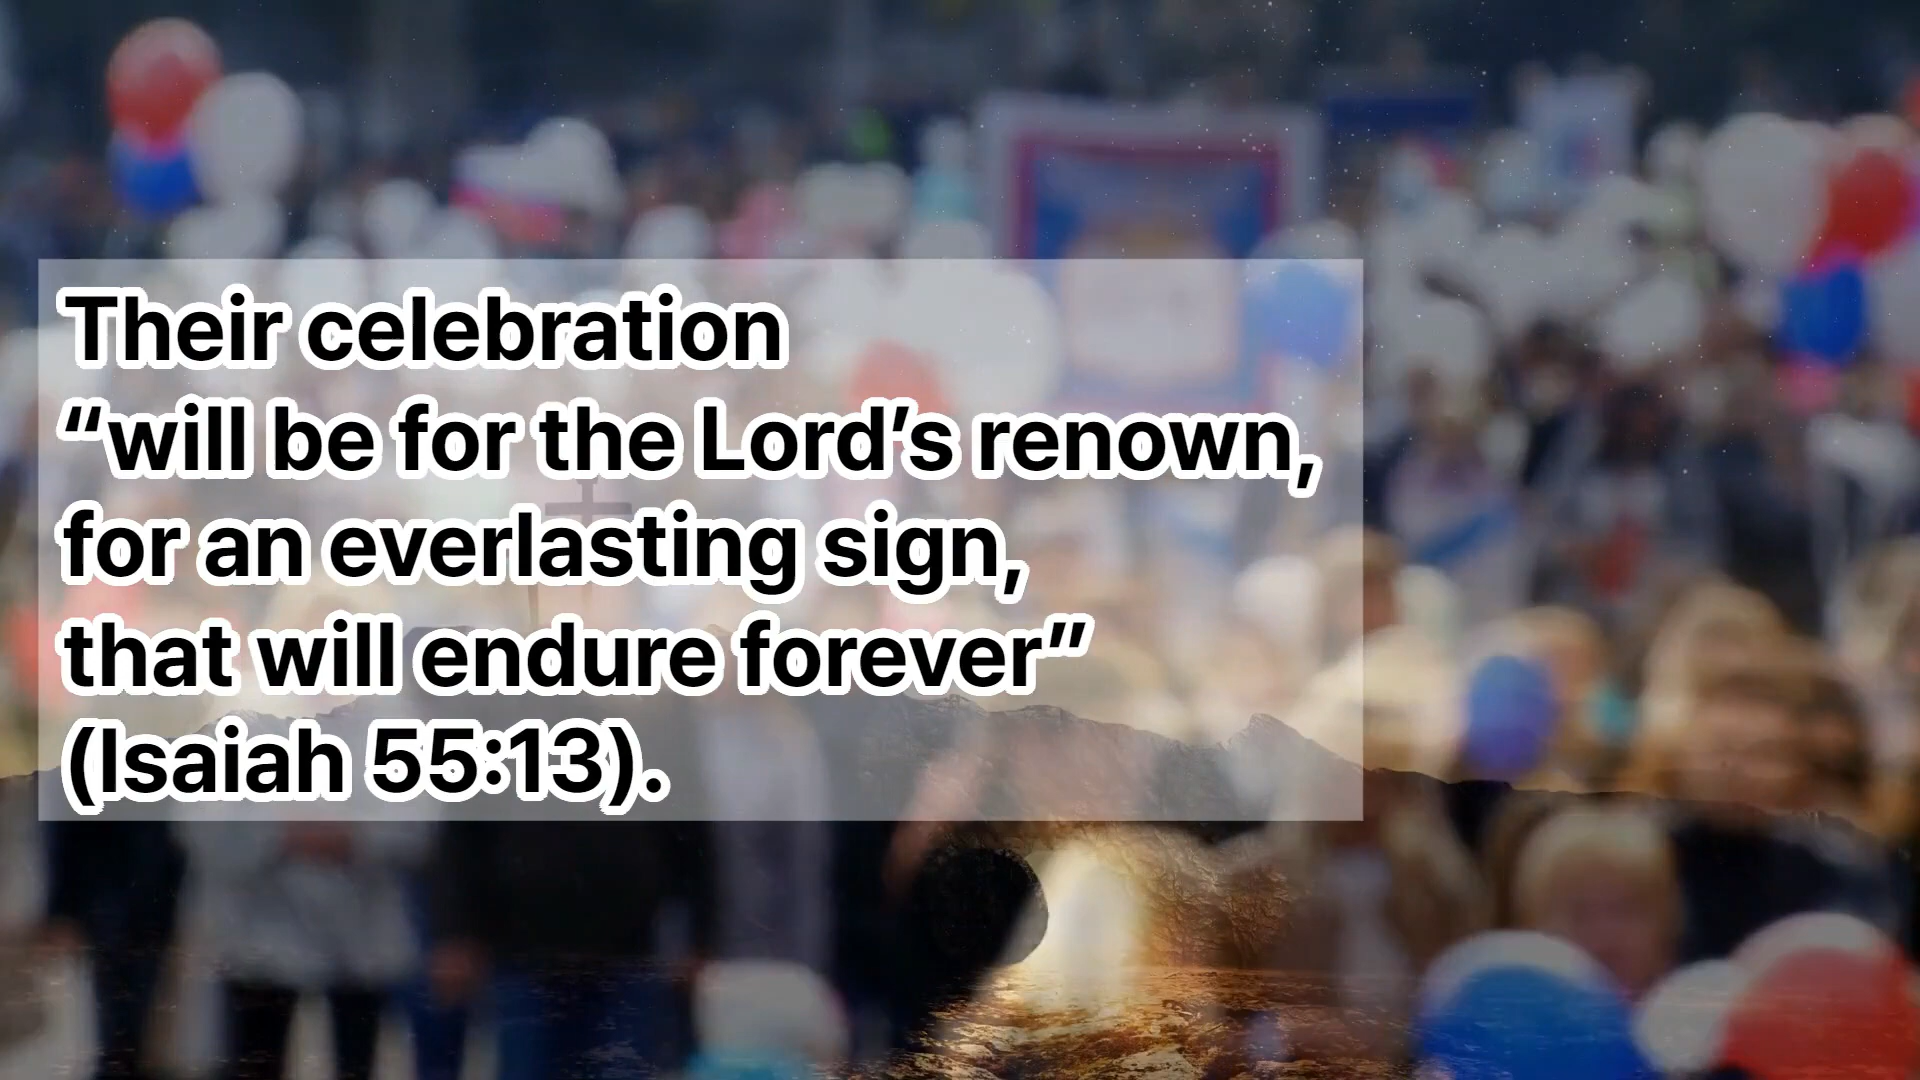 Their celebration
“will be for the Lord’s renown,
for an everlasting sign,
that will endure forever”
(Isaiah 55:13).